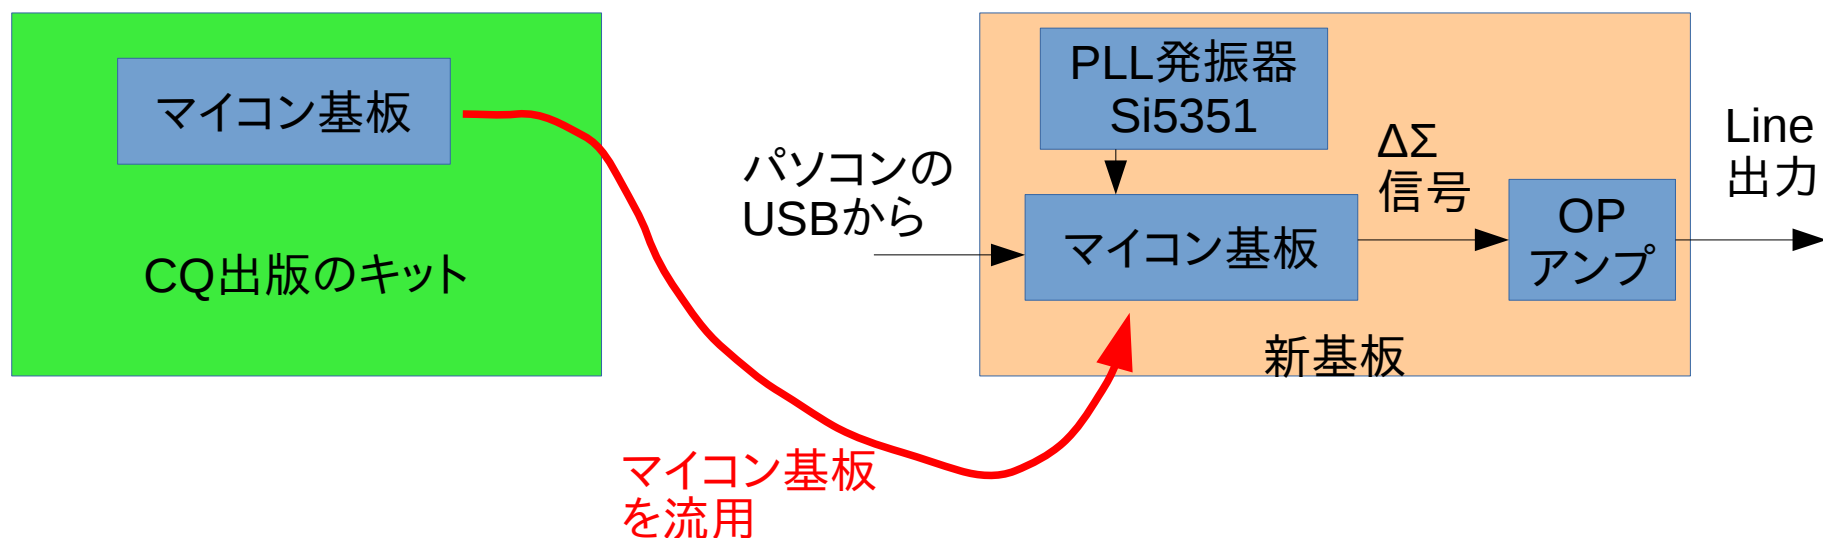 マイコン基板
CQ出版のキット
マイコン基板
を流用
パソコンの
USBから
PLL発振器
Si5351
マイコン基板
ΔΣ
信号
OP
アンプ
新基板
Line
出力